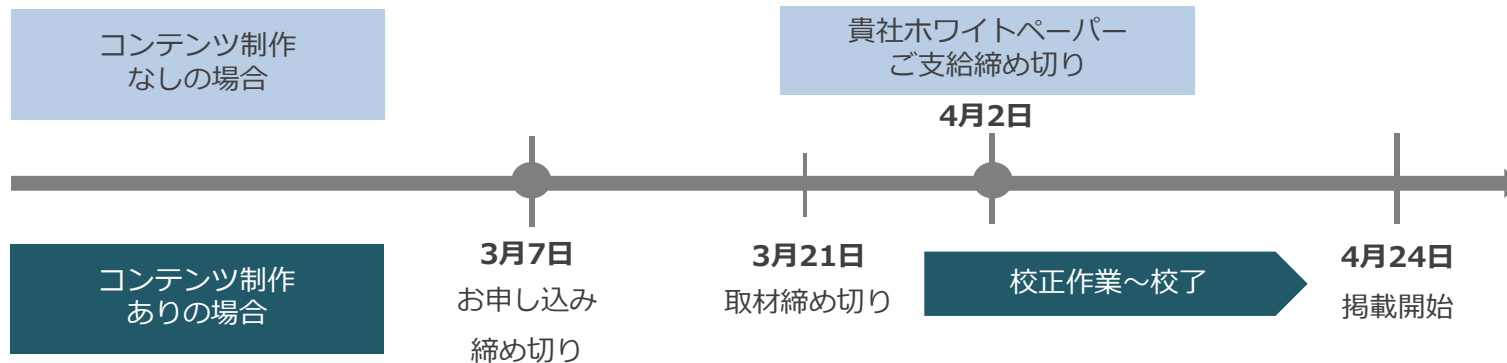 コンテンツ制作
なしの場合
貴社ホワイトペーパー
ご支給締め切り
4月2日
コンテンツ制作
ありの場合
3月7日
お申し込み
締め切り
3月21日
取材締め切り
校正作業～校了
4月24日
掲載開始